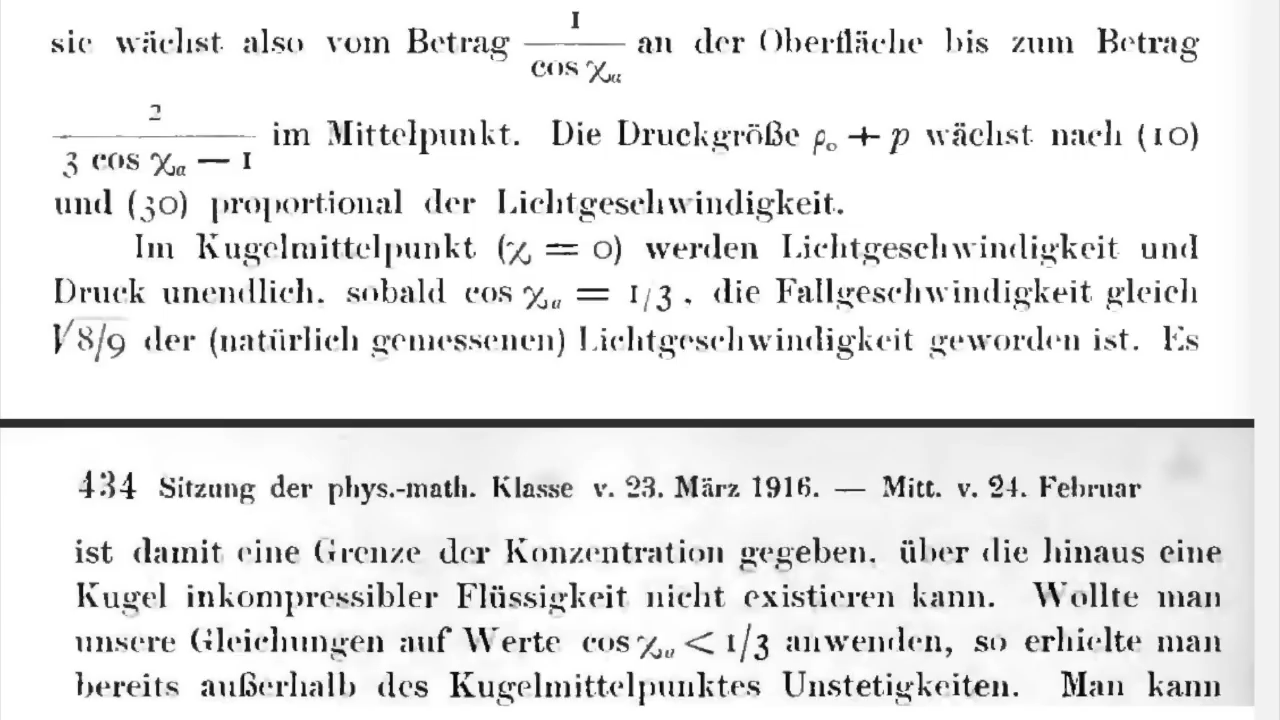 sie wächst also vom Betrag 1/cos χₐ an der Oberfläche bis zum Betrag
2/(3 cos χₐ − 1) im Mittelpunkt. Die Druckgröße ρ₀ + p wächst nach (10)
und (30) proportional der Lichtgeschwindigkeit.
Im Kugelmittelpunkt (χ = 0) werden Lichtgeschwindigkeit und
Druck unendlich, sobald cos χₐ = 1/3, die Fallgeschwindigkeit gleich
√8/9 der (natürlich gemessenen) Lichtgeschwindigkeit geworden ist. Es
434 Sitzung der phys.-math. Klasse v. 23. März 1916. — Mitt. v. 24. Februar
ist damit eine Grenze der Konzentration gegeben, über die hinaus eine
Kugel inkompressibler Flüssigkeit nicht existieren kann. Wollte man
unsere Gleichungen auf Werte cos χₐ < 1/3 anwenden, so erhielte man
bereits außerhalb des Kugelmittelpunktes Unstetigkeiten. Man kann